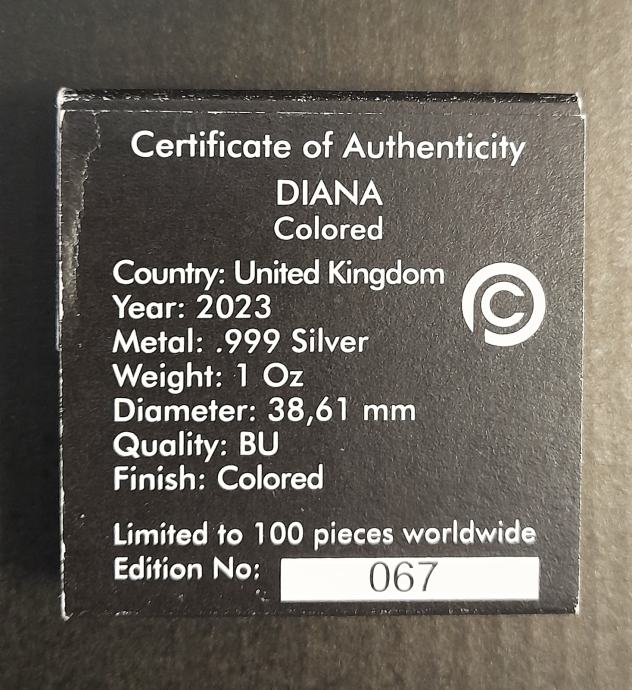 Certificate of Authenticity
DIANA
Colored
Country: United Kingdom
Year: 2023
Metal: .999 Silver
Weight: 1 Oz
Diameter: 38,61 mm
Quality: BU
Finish: Colored
Limited to 100 pieces worldwide
Edition No: 067